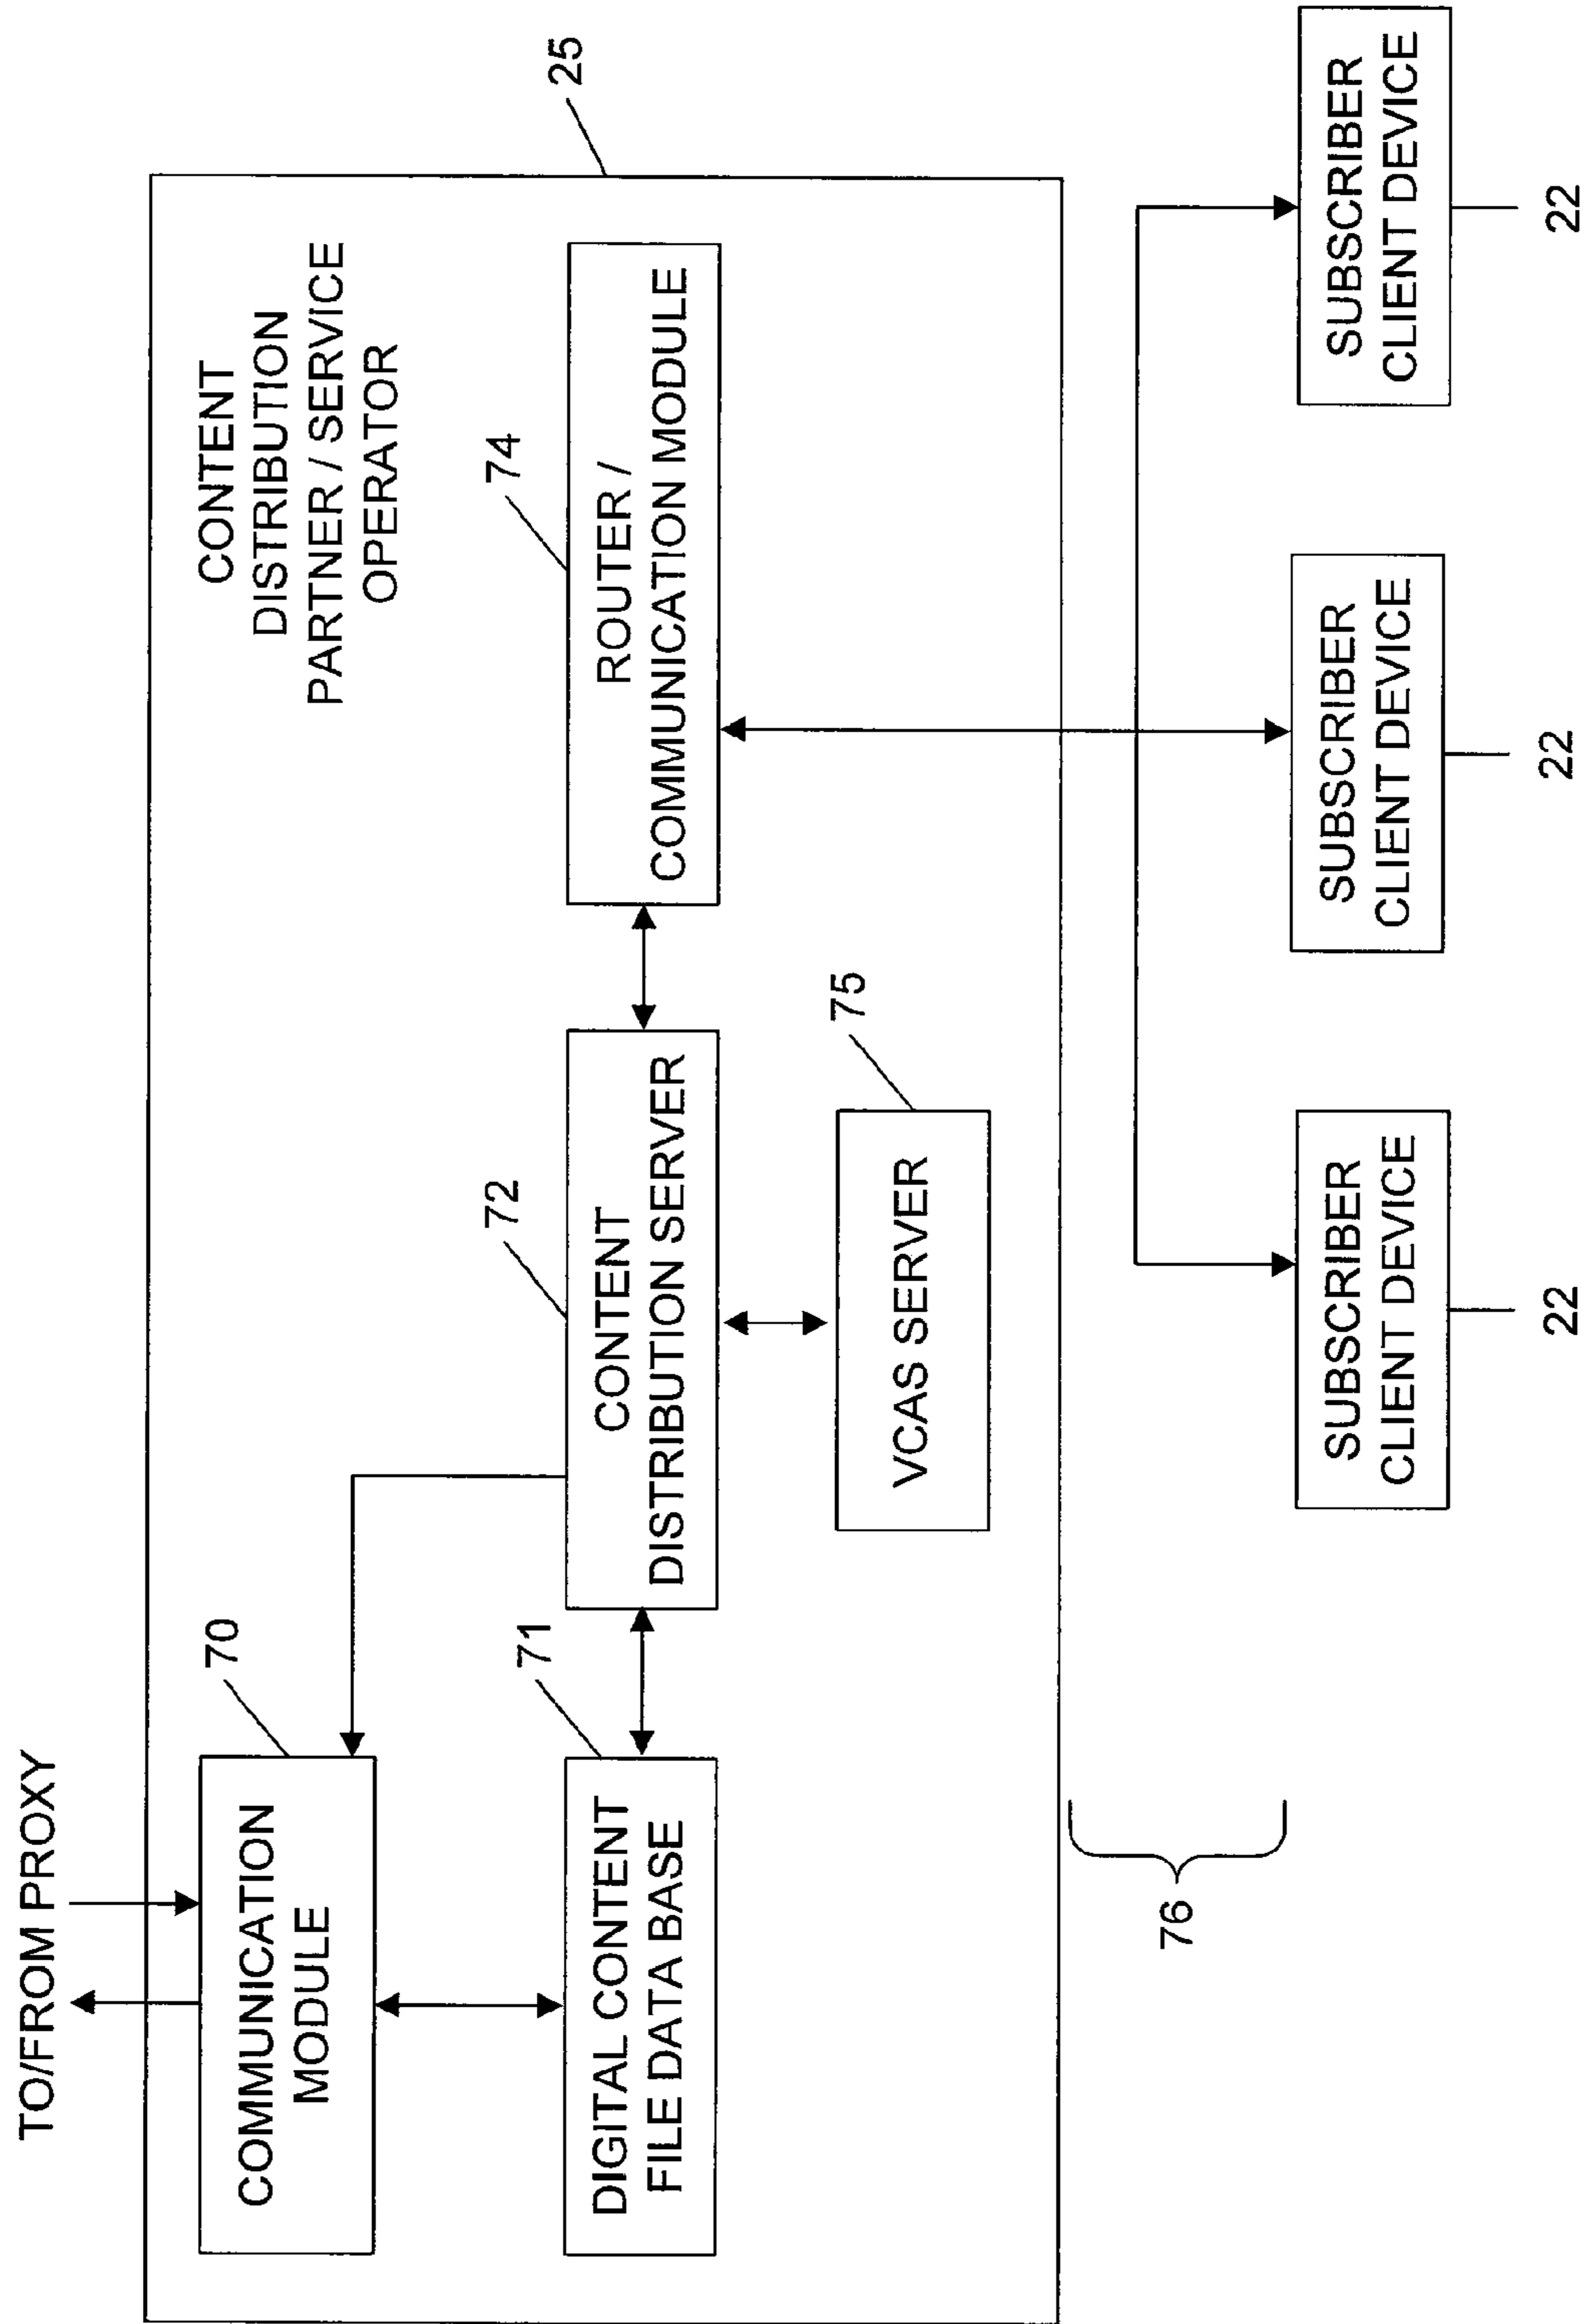 TO/FROM PROXY
25
CONTENT
DISTRIBUTION
PARTNER / SERVICE
OPERATOR
70
COMMUNICATION
MODULE
71
DIGITAL CONTENT
FILE DATA BASE
72
CONTENT
DISTRIBUTION SERVER
74
ROUTER /
COMMUNICATION MODULE
75
VCAS SERVER
76
SUBSCRIBER
CLIENT DEVICE
22
SUBSCRIBER
CLIENT DEVICE
22
SUBSCRIBER
CLIENT DEVICE
22